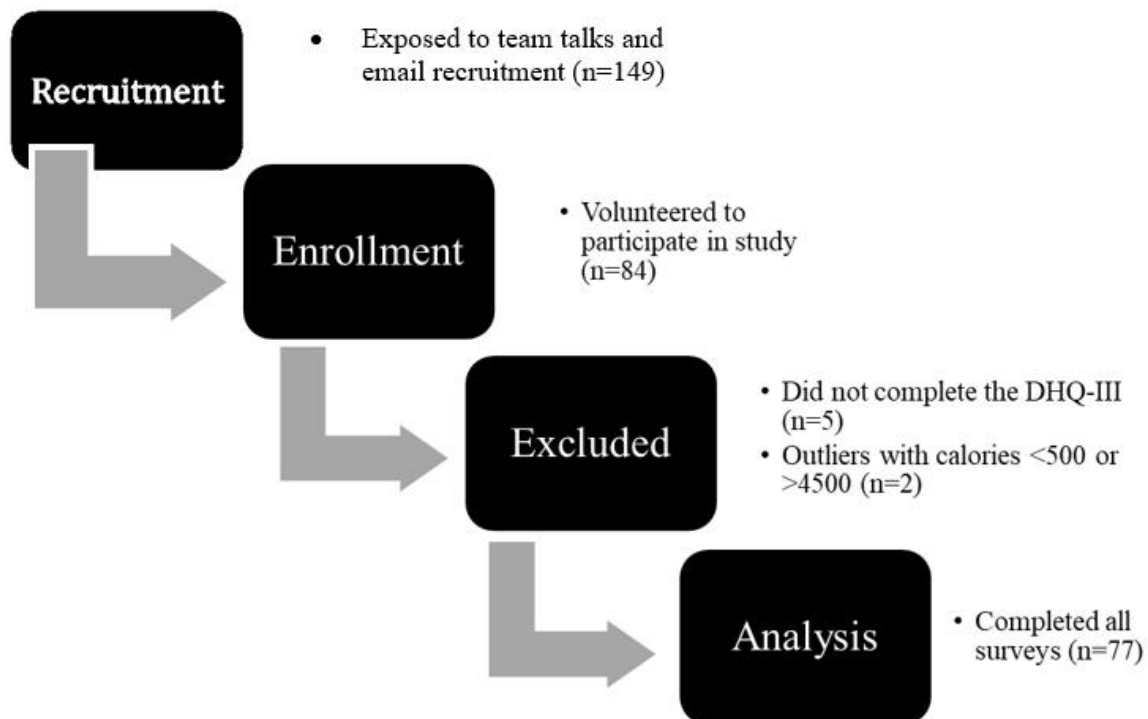 Recruitment
• Exposed to team talks and
email recruitment (n=149)
Enrollment
• Volunteered to
participate in study
(n=84)
Excluded
• Did not complete the DHQ-III
(n=5)
• Outliers with calories <500 or
>4500 (n=2)
Analysis
• Completed all
surveys (n=77)